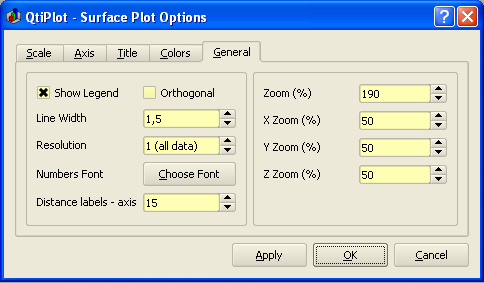 QtiPlot - Surface Plot Options
Scale Axis Title Colors General
Show Legend Orthogonal
Line Width 1,5
Resolution 1 (all data)
Numbers Font Choose Font
Distance labels - axis 15
Zoom (%) 190
X Zoom (%) 50
Y Zoom (%) 50
Z Zoom (%) 50
Apply OK Cancel